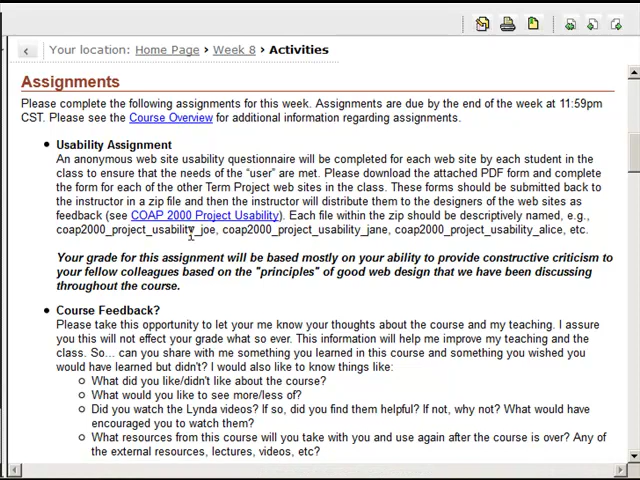 Your location: Home Page > Week 8 > Activities
Assignments
Please complete the following assignments for this week. Assignments are due by the end of the week at 11:59pm
CST. Please see the Course Overview for additional information regarding assignments.
Usability Assignment
An anonymous web site usability questionnaire will be completed for each web site by each student in the
class to ensure that the needs of the "user" are met. Please download the attached PDF form and complete
the form for each of the other Term Project web sites in the class. These forms should be submitted back to
the instructor in a zip file and then the instructor will distribute them to the designers of the web sites as
feedback (see COAP 2000 Project Usability). Each file within the zip should be descriptively named, e.g.,
coap2000_project_usability_joe, coap2000_project_usability_jane, coap2000_project_usability_alice, etc.
Your grade for this assignment will be based mostly on your ability to provide constructive criticism to
your fellow colleagues based on the "principles" of good web design that we have been discussing
throughout the course.
Course Feedback?
Please take this opportunity to let your me know your thoughts about the course and my teaching. I assure
you this will not effect your grade what so ever. This information will help me improve my teaching and the
class. So... can you share with me something you learned in this course and something you wished you
would have learned but didn't? I would also like to know things like:
What did you like/didn't like about the course?
What would you like to see more/less of?
Did you watch the Lynda videos? If so, did you find them helpful? If not, why not? What would have
encouraged you to watch them?
What resources from this course will you take with you and use again after the course is over? Any of
the external resources, lectures, videos, etc?